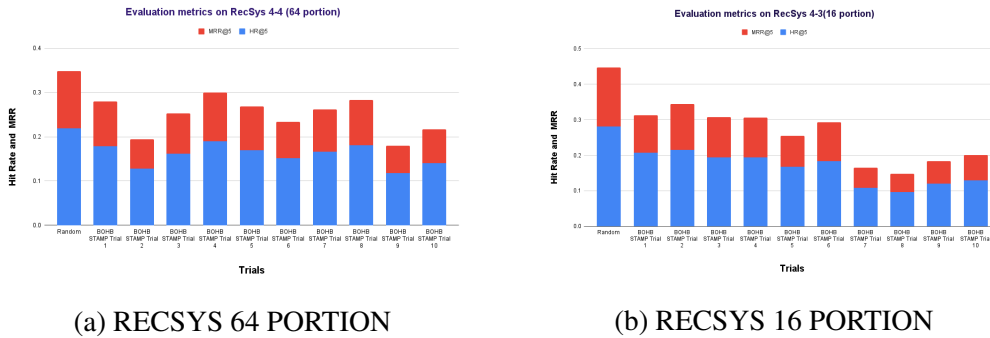 Evaluation metrics on RecSys 4-4 (64 portion)
MRR@5 HR@5
Hit Rate and MRR
0.4
0.3
0.2
0.1
0.0
Random BOHB STAMP Trial 1 BOHB STAMP Trial 2 BOHB STAMP Trial 3 BOHB STAMP Trial 4 BOHB STAMP Trial 5 BOHB STAMP Trial 6 BOHB STAMP Trial 7 BOHB STAMP Trial 8 BOHB STAMP Trial 9 BOHB STAMP Trial 10
Trials
(a) RECSYS 64 PORTION
Evaluation metrics on RecSys 4-3(16 portion)
MRR@5 HR@5
Hit Rate and MRR
0.5
0.4
0.3
0.2
0.1
0.0
Random BOHB STAMP Trial 1 BOHB STAMP Trial 2 BOHB STAMP Trial 3 BOHB STAMP Trial 4 BOHB STAMP Trial 5 BOHB STAMP Trial 6 BOHB STAMP Trial 7 BOHB STAMP Trial 8 BOHB STAMP Trial 9 BOHB STAMP Trial 10
Trials
(b) RECSYS 16 PORTION